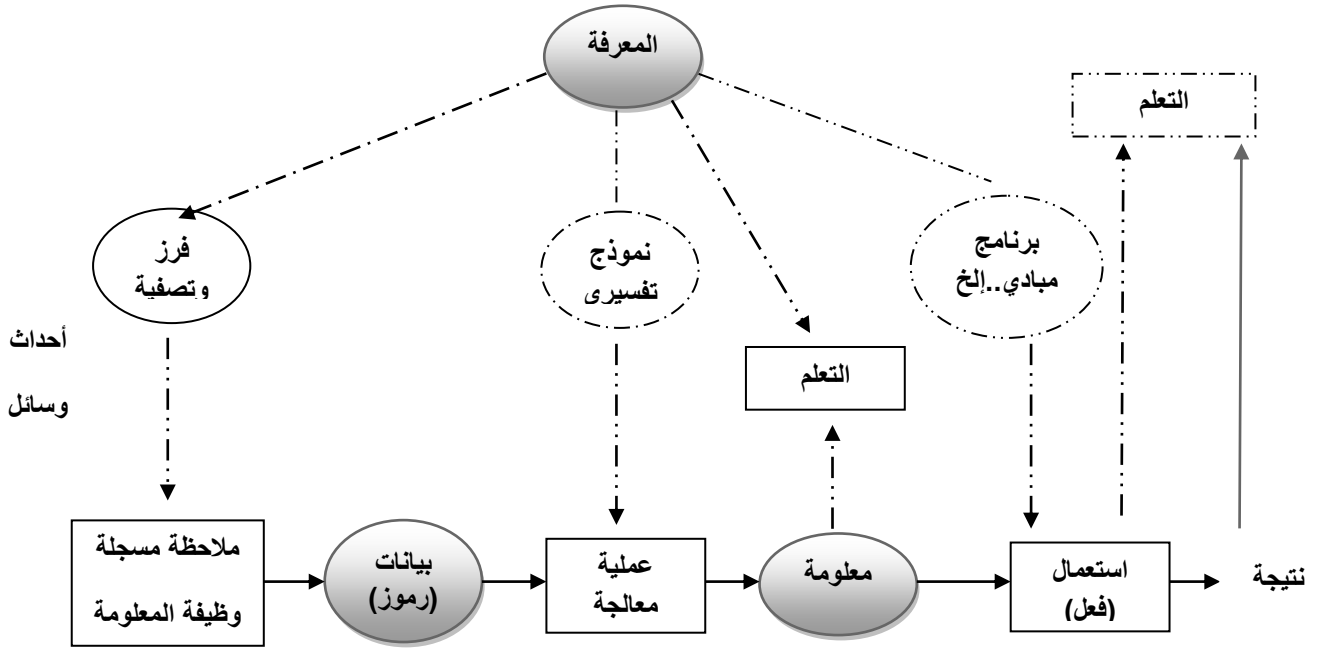 المعرفة
التعلم
فرز
وتصفية
نموذج
تفسيري
برنامج
مبادي..إلخ
أحداث
وسائل
التعلم
ملاحظة مسجلة
وظيفة المعلومة
بيانات
(رموز)
عملية
معالجة
معلومة
استعمال
(فعل)
نتيجة